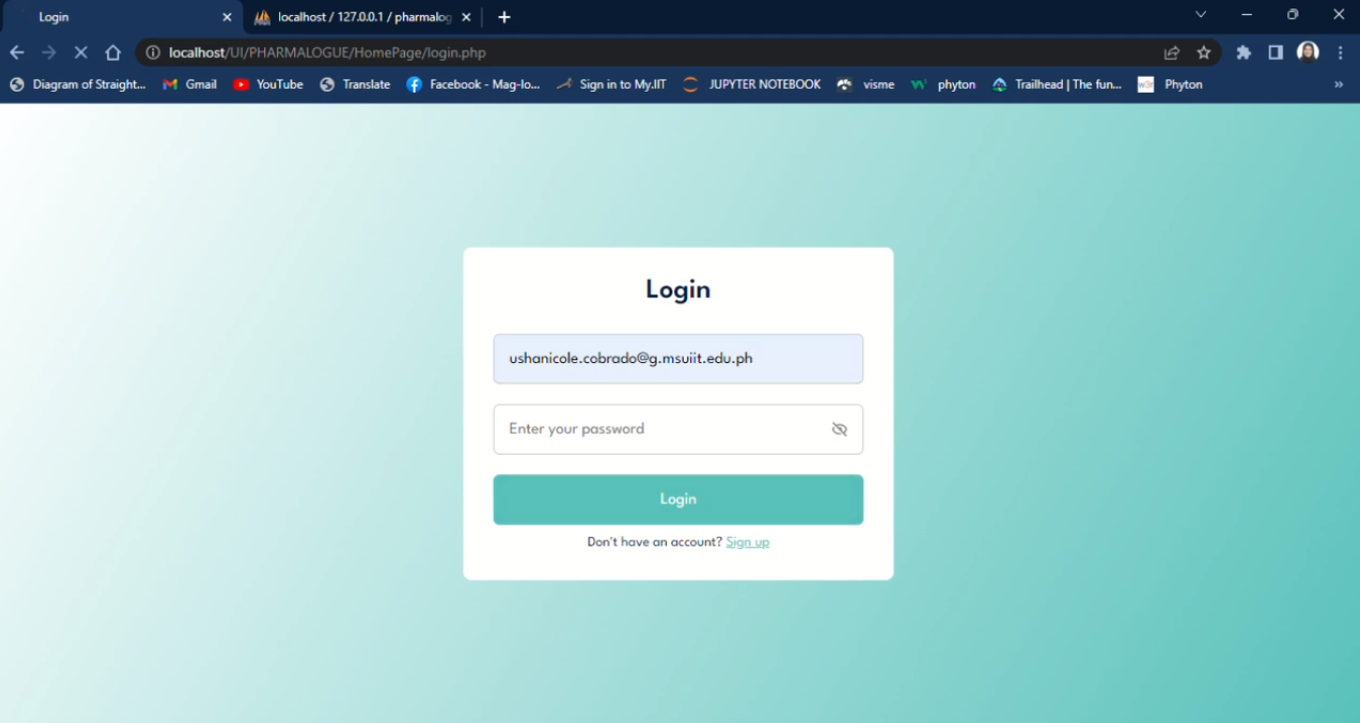 Login
localhost / 127.0.0.1 / pharmalog
localhost/UI/PHARMALOGUE/HomePage/login.php
Diagram of Straight... Gmail YouTube Translate Facebook - Mag-lo... Sign in to My.IIT JUPYTER NOTEBOOK visme phyton Trailhead | The fun... Phyton
Login
ushanicole.cobrado@g.msuiit.edu.ph
Enter your password
Login
Don't have an account? Sign up